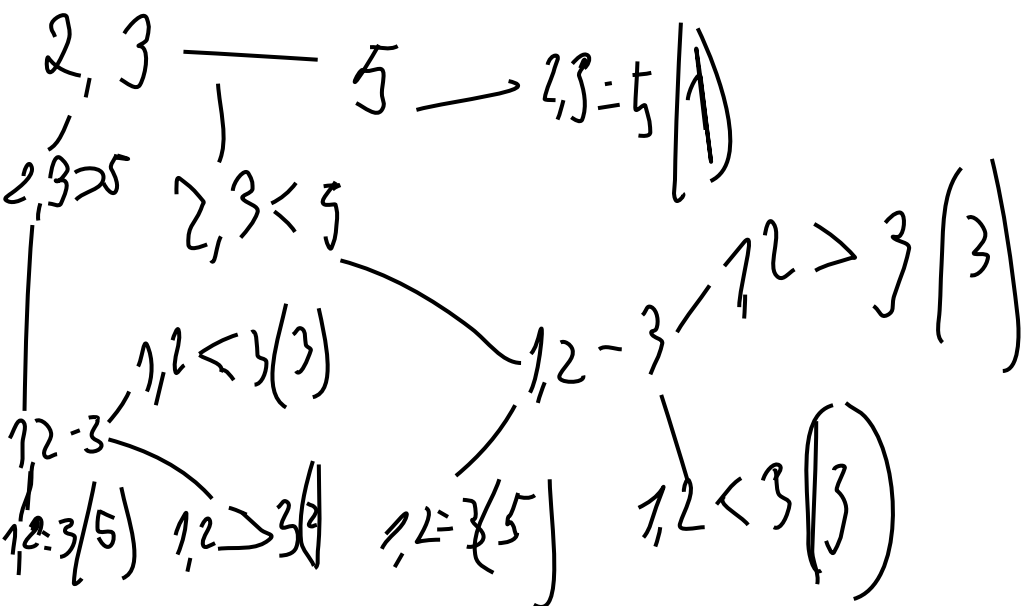 2, 3 — 5
2,3 = 5 (1)
2,3 > 5
2,3 < 5
1,2 > 3 (3)
1,2 < 3 (3)
1,2 - 3
1,2 - 3
1,2 = 3 (5)
1,2 > 3
1,2 = 3 (5)
1,2 < 3 (3)